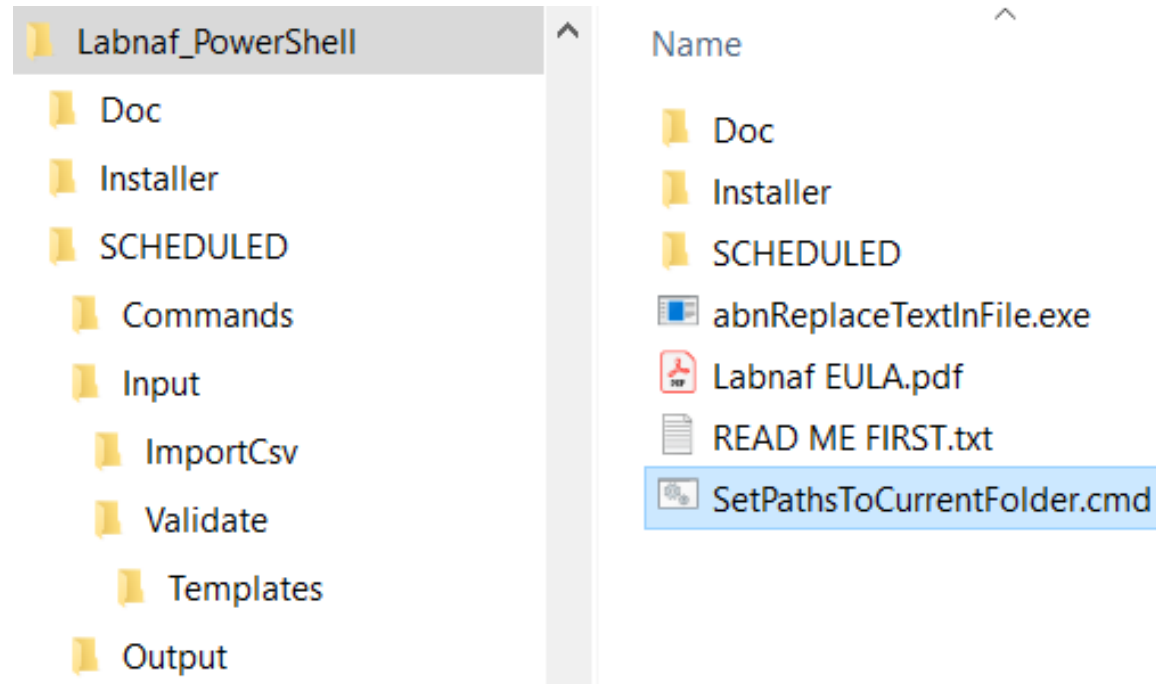 Labnaf_PowerShell
Doc
Installer
SCHEDULED
Commands
Input
ImportCsv
Validate
Templates
Output
Name
Doc
Installer
SCHEDULED
abnReplaceTextInFile.exe
Labnaf EULA.pdf
READ ME FIRST.txt
SetPathsToCurrentFolder.cmd